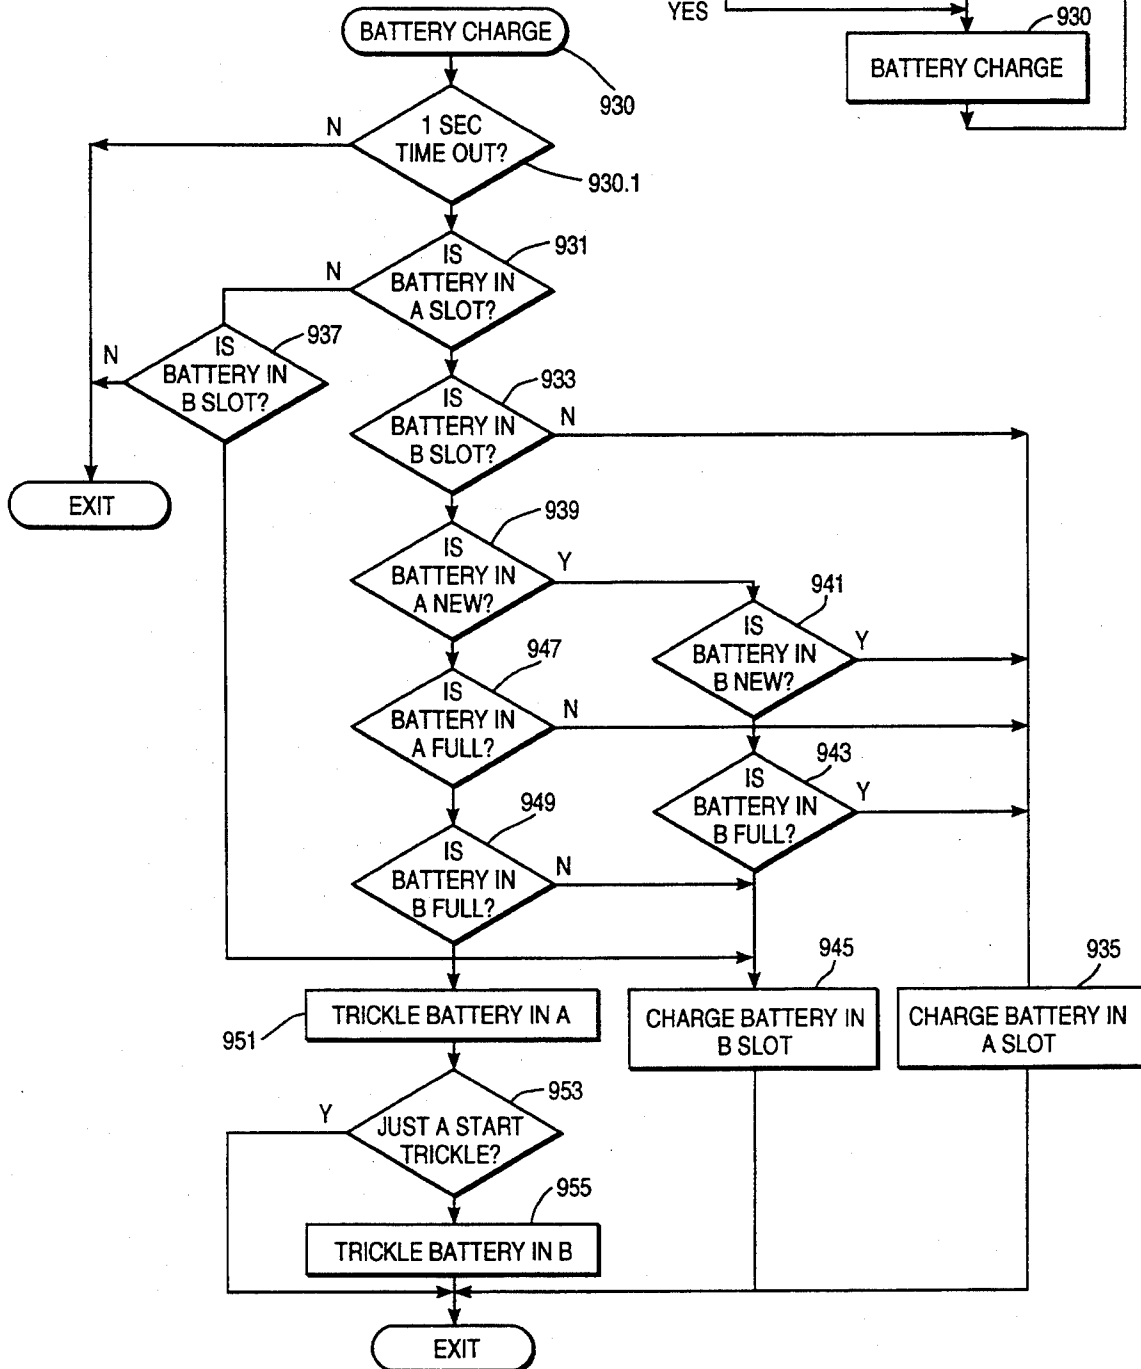 YES
930
BATTERY CHARGE
BATTERY CHARGE
930
N
1 SEC
TIME OUT?
930.1
N
IS
BATTERY IN
A SLOT?
931
N
IS
BATTERY IN
B SLOT?
937
IS
BATTERY IN
B SLOT?
933
N
EXIT
IS
BATTERY IN
A NEW?
939
Y
IS
BATTERY IN
B NEW?
941
Y
IS
BATTERY IN
A FULL?
947
N
IS
BATTERY IN
B FULL?
943
Y
IS
BATTERY IN
B FULL?
949
N
TRICKLE BATTERY IN A
951
CHARGE BATTERY IN
B SLOT
945
CHARGE BATTERY IN
A SLOT
935
Y
JUST A START
TRICKLE?
953
TRICKLE BATTERY IN B
955
EXIT